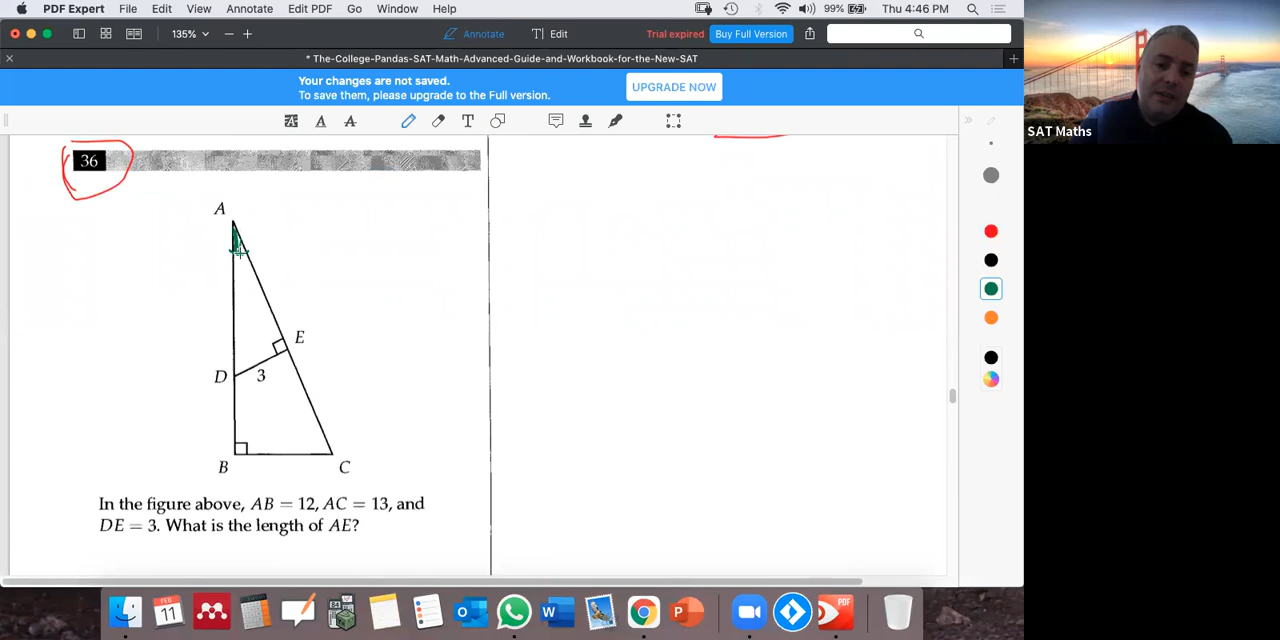 PDF Expert File Edit View Go Annotate Edit PDF Go Window Help 99% Thu 4:46 PM
135% Annotate Edit Trial expired Buy Full Version
* The-College-Pandas-SAT-Math-Advanced-Guide-and-Workbook-for-the-New-SAT
Your changes are not saved.
To save them, please upgrade to the Full version.
UPGRADE NOW
SAT Maths
36
A
E
D
3
B
C
In the figure above, AB = 12, AC = 13, and
DE = 3. What is the length of AE?
FEB
11
W
P
PDF